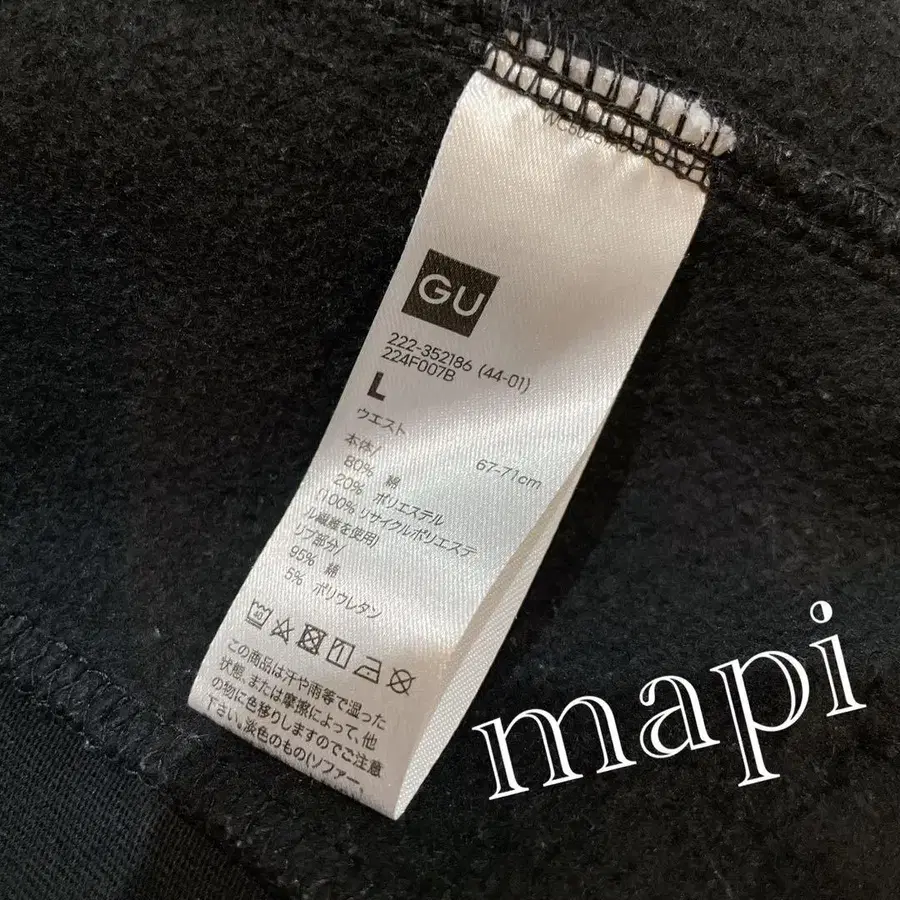 GU
222-352186 (44-01)
224F007B
L
ウエスト
67-71cm
本体/
80% 綿
20% ポリエステル
(100% リサイクルポリエステ
ル繊維を使用)
リブ部分/
95% 綿
5% ポリウレタン
40
この商品は汗や雨等で湿った
状態、または摩擦によって、他
の物に色移りしますのでご注意
下さい。淡色のもの(ソファー、
mapi